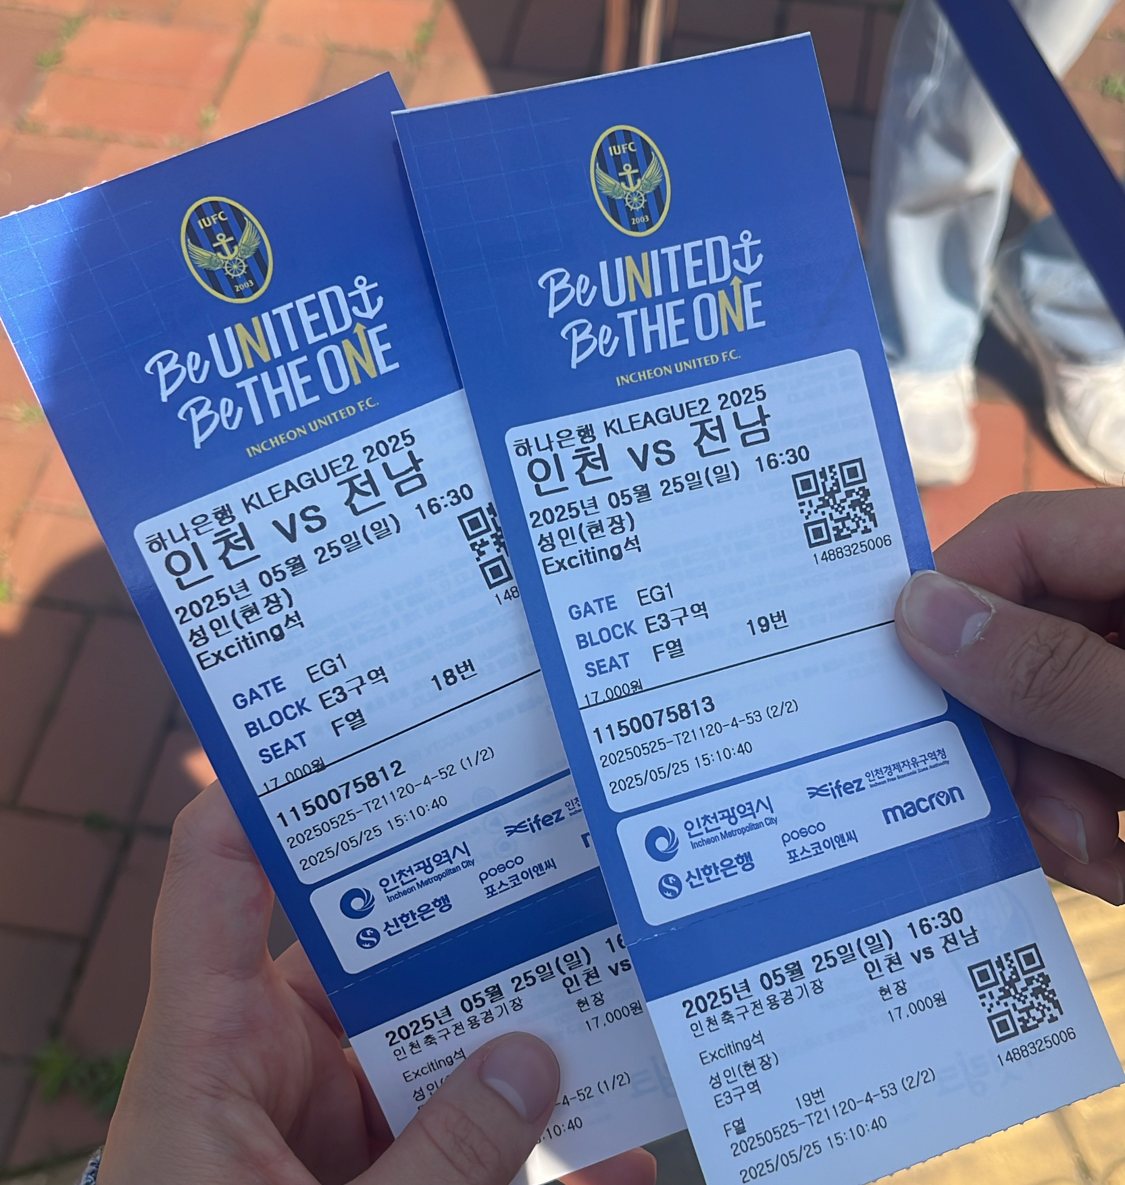 IUFC
2003
Be UNITED
Be THE ONE
INCHEON UNITED F.C.
하나은행 KLEAGUE2 2025
인천 vs 전남
2025년 05월 25일(일) 16:30
성인(현장)
Exciting석
148
GATE EG1
BLOCK E3구역
SEAT F열 18번
17,000원
1150075812
20250525-T21120-4-52 (1/2)
2025/05/25 15:10:40
인천광역시
Incheon Metropolitan City
ifez
신한은행
posco
포스코이앤씨
2025년 05월 25일(일) 16
인천축구전용경기장
인천 vs
Exciting석
현장
17,000원
-4-52 (1/2)
:10:40
IUFC
2003
Be UNITED
Be THE ONE
INCHEON UNITED F.C.
하나은행 KLEAGUE2 2025
인천 vs 전남
2025년 05월 25일(일) 16:30
성인(현장)
Exciting석
1488325006
GATE EG1
BLOCK E3구역
SEAT F열 19번
17,000원
1150075813
20250525-T21120-4-53 (2/2)
2025/05/25 15:10:40
인천광역시
Incheon Metropolitan City
ifez 인천경제자유구역청
Incheon Free Economic Zone Authority
신한은행
posco
포스코이앤씨
macron
2025년 05월 25일(일) 16:30
인천축구전용경기장
인천 vs 전남
Exciting석
현장
성인(현장)
17,000원
E3구역
1488325006
F열 19번
20250525-T21120-4-53 (2/2)
2025/05/25 15:10:40